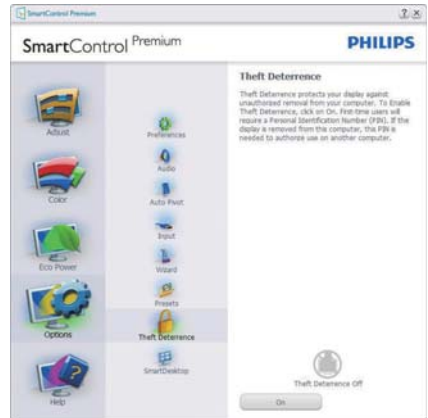 SmartControl Premium
SmartControl Premium
PHILIPS
Adjust
Color
Eco Power
Options
Help
Preferences
Audio
Auto Pivot
Input
Wizard
Presets
Theft Deterrence
SmartDesktop
Theft Deterrence
Theft Deterrence protects your display against
unauthorized removal from your computer. To Enable
Theft Deterrence, click on On. First-time users will
require a Personal Identification Number (PIN). If the
display is removed from this computer, this PIN is
needed to authorise use on another computer.
Theft Deterrence Off
On